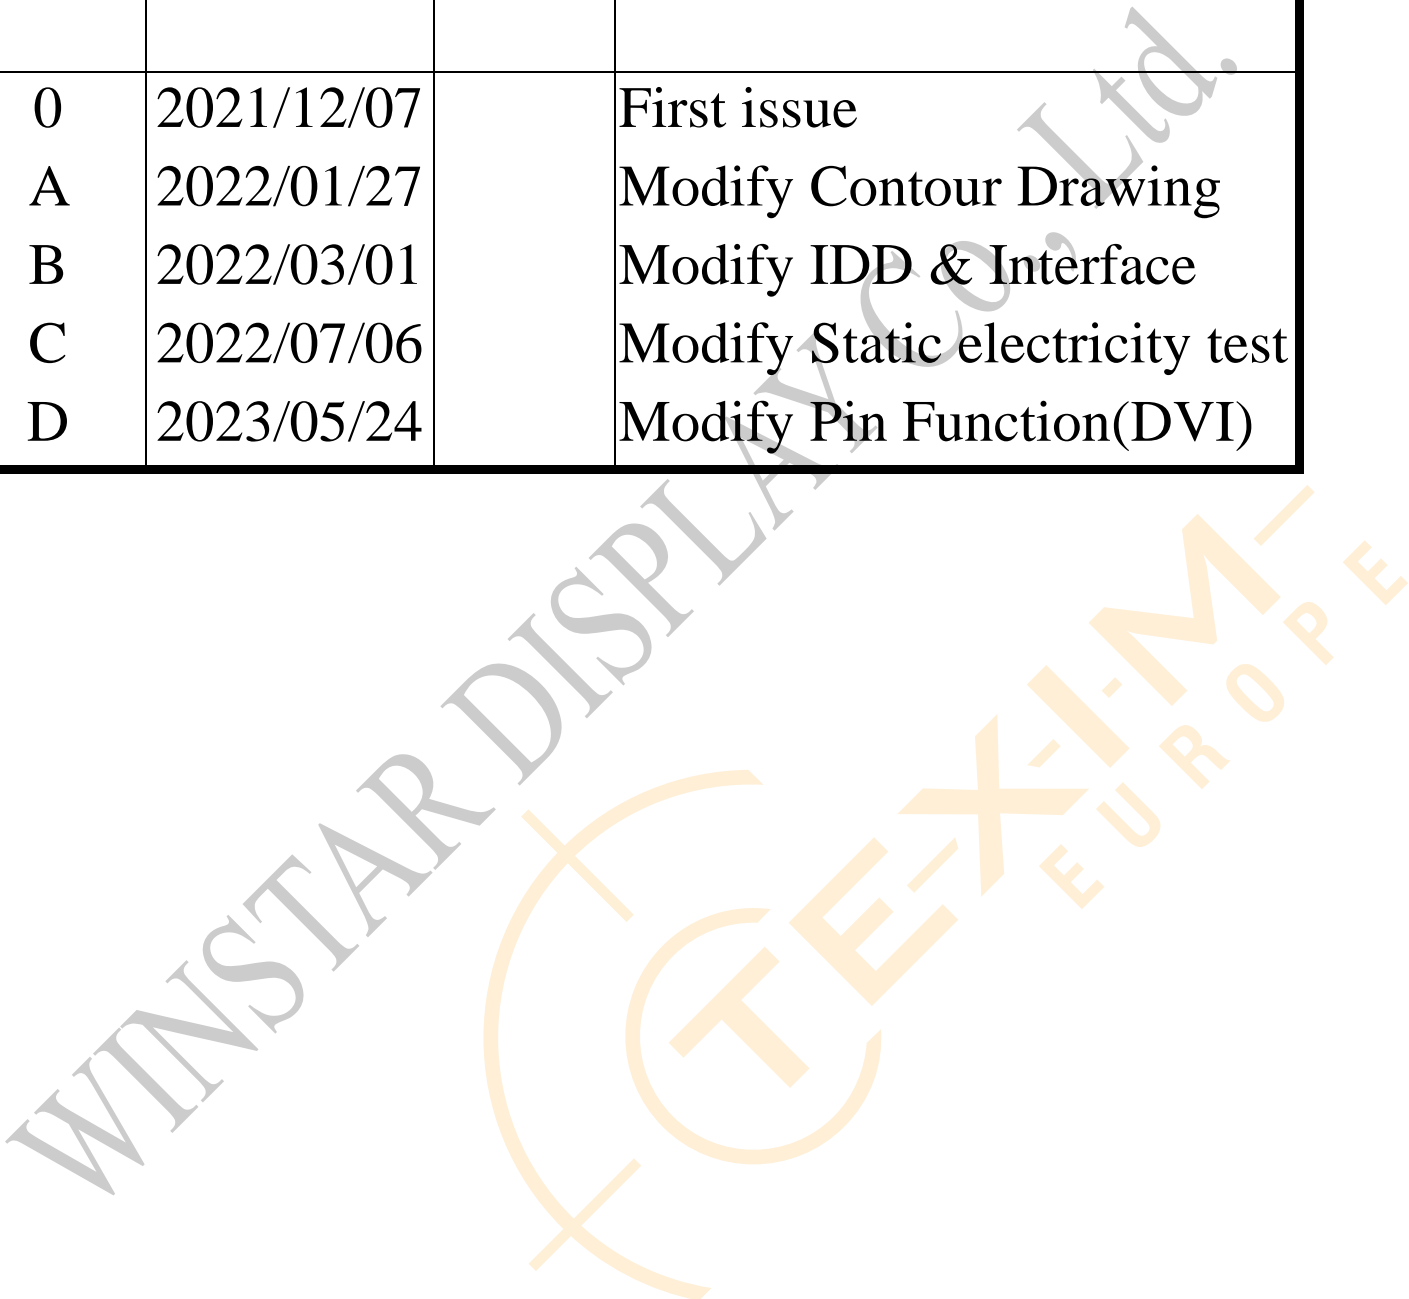 0 2021/12/07 First issue
A 2022/01/27 Modify Contour Drawing
B 2022/03/01 Modify IDD & Interface
C 2022/07/06 Modify Static electricity test
D 2023/05/24 Modify Pin Function(DVI)
WINSTAR DISPLAY Co., Ltd.
TEXIM
EUROPE